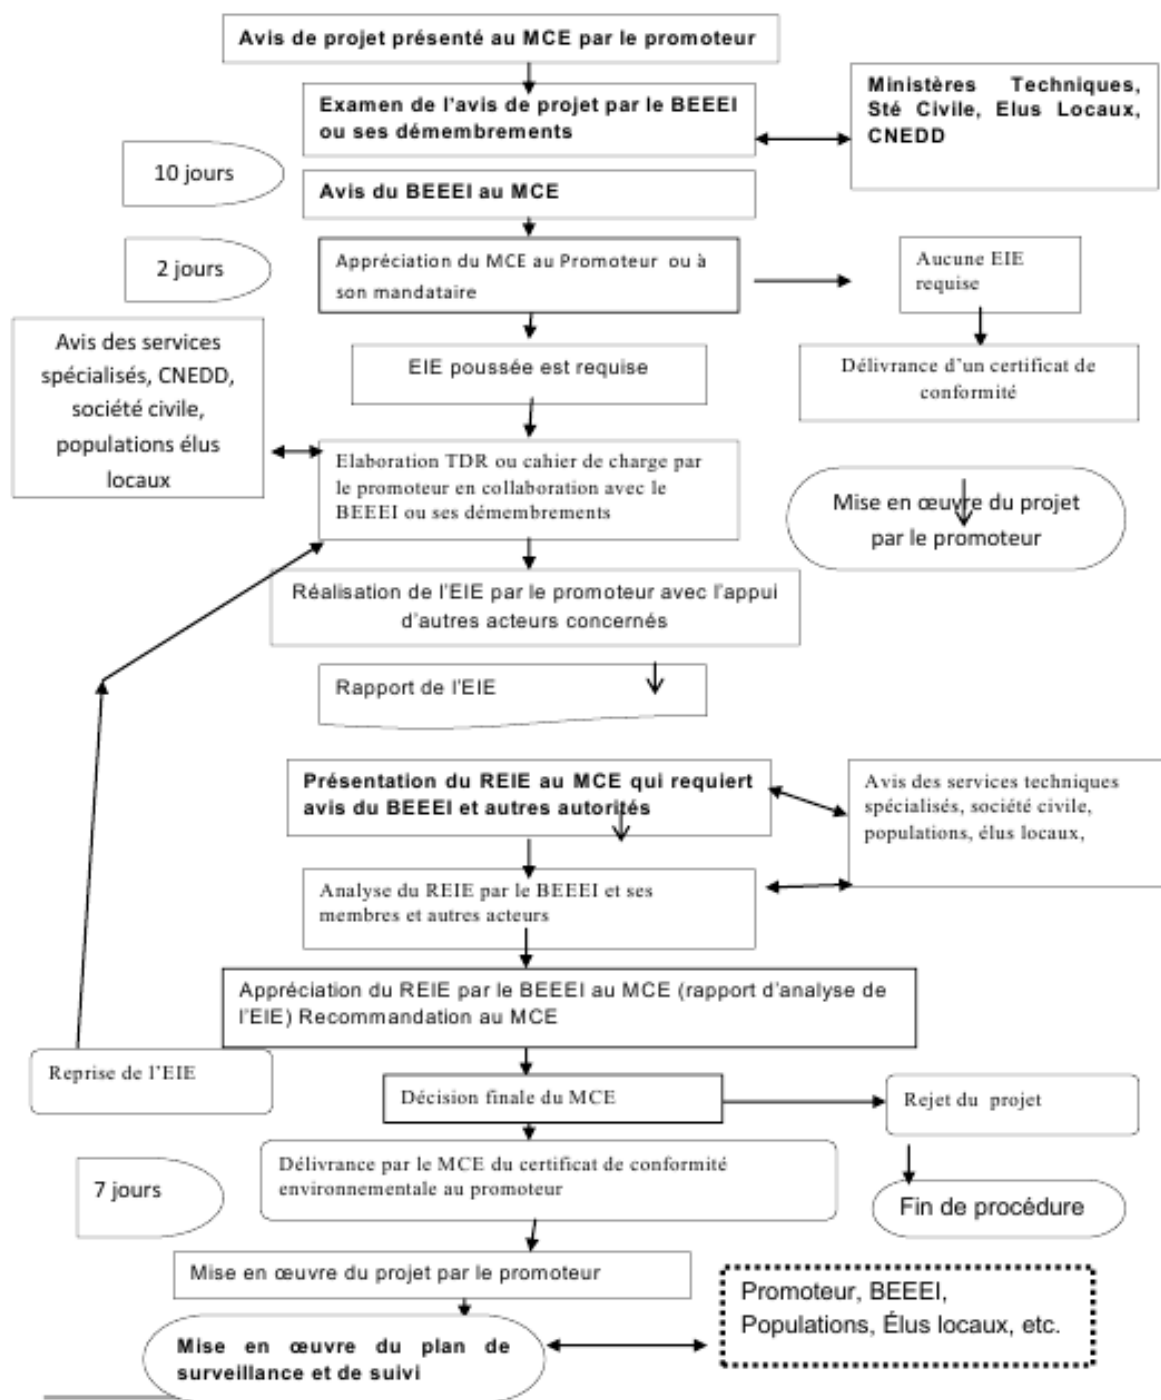 Avis de projet présenté au MCE par le promoteur
Examen de l'avis de projet par le BEEEI
ou ses démembrements
Ministères Techniques,
Sté Civile, Elus Locaux,
CNEDD
10 jours
Avis du BEEEI au MCE
2 jours
Appréciation du MCE au Promoteur ou à
son mandataire
Aucune EIE
requise
Avis des services
spécialisés, CNEDD,
société civile,
populations élus
locaux
EIE poussée est requise
Délivrance d'un certificat de
conformité
Elaboration TDR ou cahier de charge par
le promoteur en collaboration avec le
BEEEI ou ses démembrements
Mise en œuvre du projet
par le promoteur
Réalisation de l'EIE par le promoteur avec l'appui
d'autres acteurs concernés
Rapport de l'EIE
Présentation du REIE au MCE qui requiert
avis du BEEEI et autres autorités
Avis des services techniques
spécialisés, société civile,
populations, élus locaux,
Analyse du REIE par le BEEEI et ses
membres et autres acteurs
Appréciation du REIE par le BEEEI au MCE (rapport d'analyse de
l'EIE) Recommandation au MCE
Reprise de l'EIE
Décision finale du MCE
Rejet du projet
7 jours
Délivrance par le MCE du certificat de conformité
environnementale au promoteur
Fin de procédure
Mise en œuvre du projet par le promoteur
Promoteur, BEEEI,
Populations, Élus locaux, etc.
Mise en œuvre du plan de
surveillance et de suivi